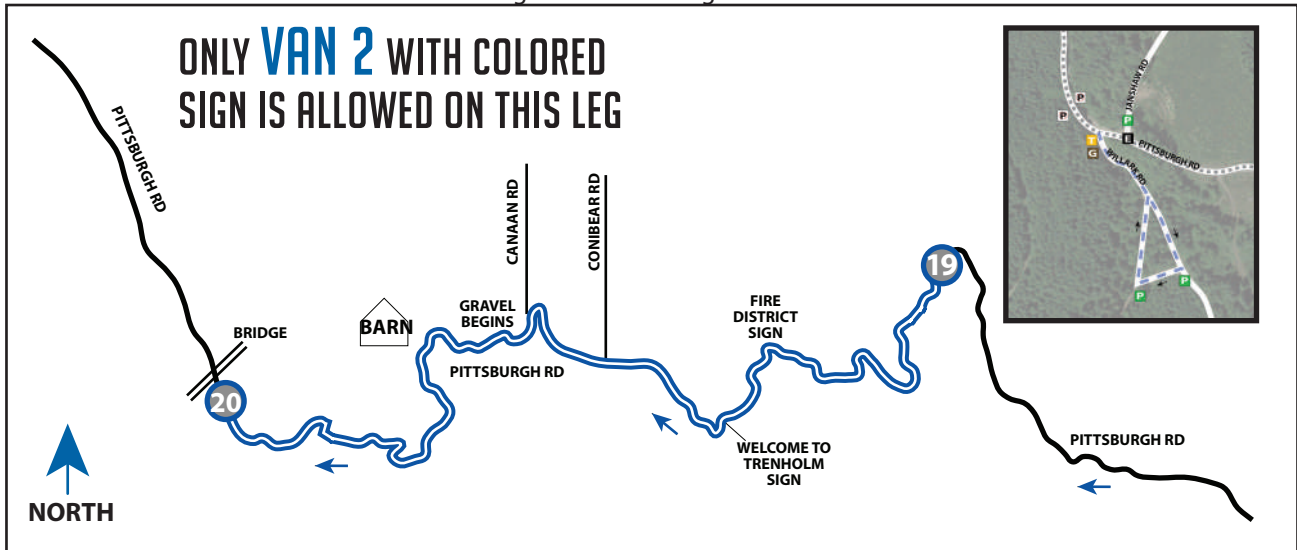 ONLY VAN 2 WITH COLORED
SIGN IS ALLOWED ON THIS LEG
PITTSBURGH RD
BRIDGE
20
BARN
GRAVEL
BEGINS
PITTSBURGH RD
CANAAN RD
CONIBEAR RD
FIRE
DISTRICT
SIGN
WELCOME TO
TRENHOLM
SIGN
19
PITTSBURGH RD
NORTH
JANSHAW RD
P
P
P
E
T
G
PITTSBURGH RD
WILLARK RD
P
P